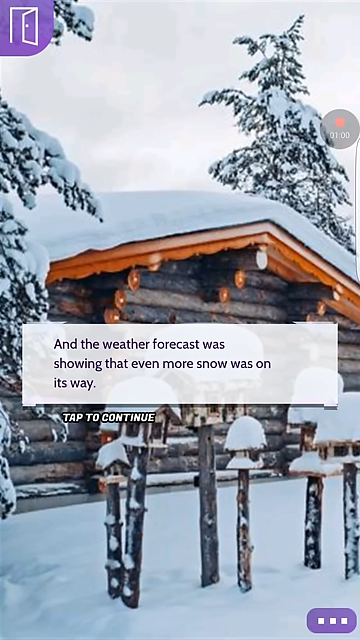 01:00
And the weather forecast was
showing that even more snow was on
its way.
TAP TO CONTINUE